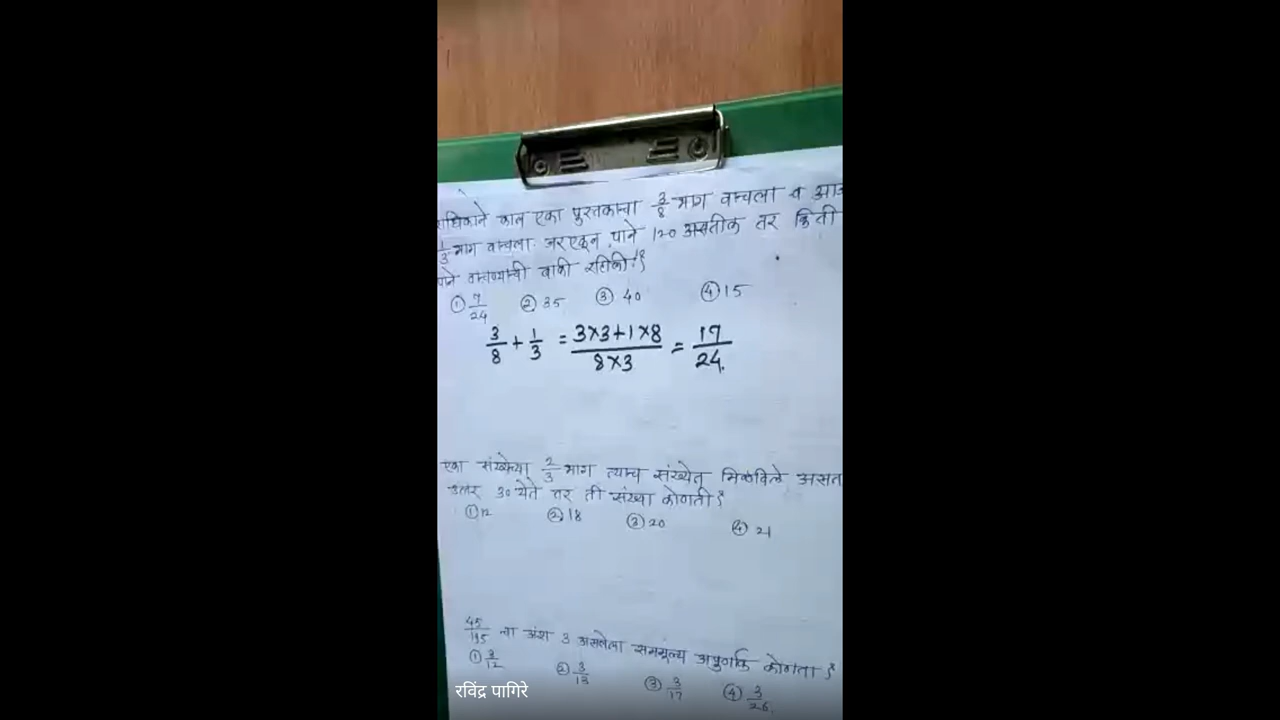 राधिकाने काल एका पुस्तकाचा 3/8 भाग वाचला व आज
1/3 भाग वाचला. जर एकून पाने 120 असतील तर किती
पाने वाचण्याची बाकी राहिली?
① 7/24 ② 35 ③ 40 ④ 15
3/8 + 1/3 = 3×3+1×8/8×3 = 17/24.
एका संख्येचा 2/3 भाग त्याच संख्येत मिळविले असता
उत्तर 30 येते तर ती संख्या कोणती?
① 12 ② 18 ③ 20 ④ 21
45/195 चा अंश 3 असलेला सममूल्य अपुर्णांक कोणता?
① 3/12 ② 3/13 ③ 3/17 ④ 3/26.
रविंद्र पागिरे